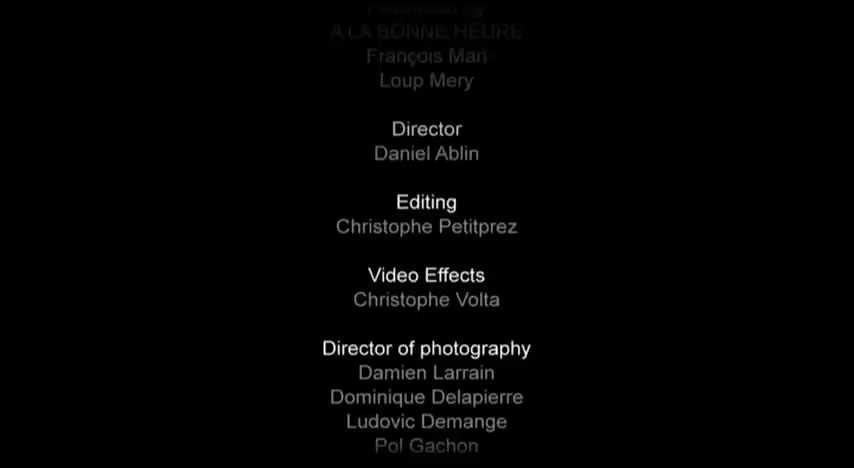 A LA BONNE HEURE
François Marl
Loup Mery
Director
Daniel Ablin
Editing
Christophe Petitprez
Video Effects
Christophe Volta
Director of photography
Damien Larrain
Dominique Delapierre
Ludovic Demange
Pol Gachon